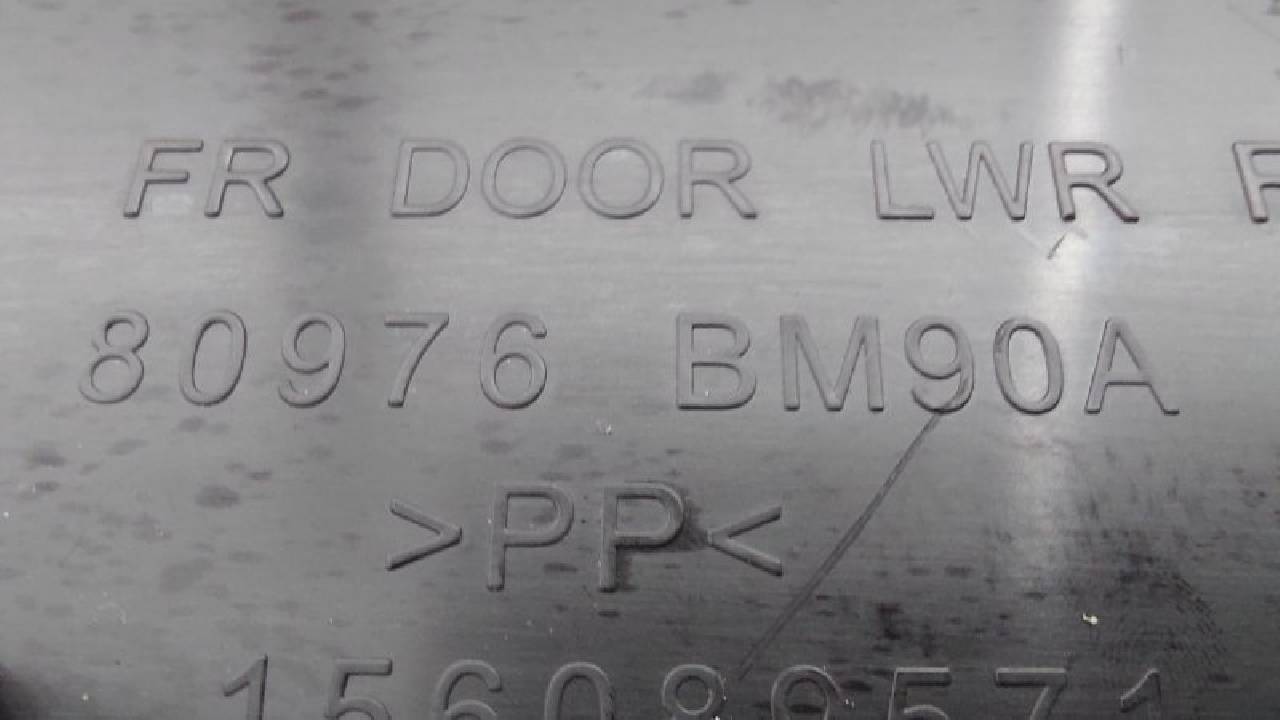 FR DOOR LWR F
80976 BM90A
>PP<